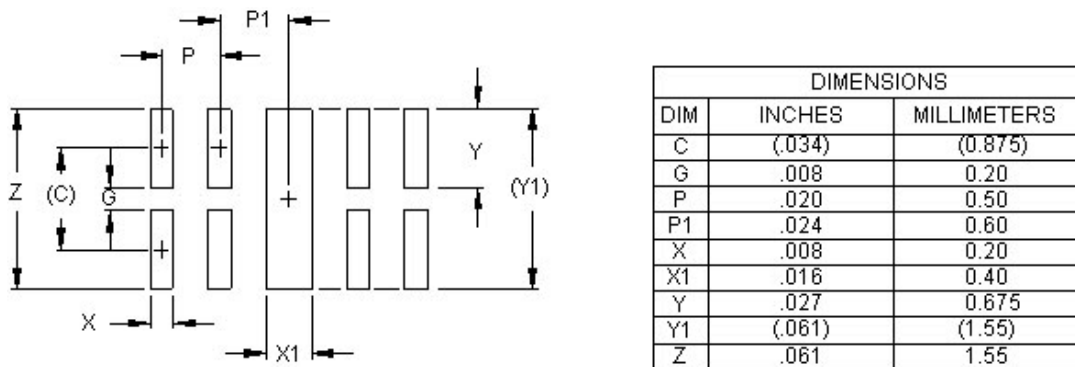 P1
P
Z
(C)
G
Y
(Y1)
X
X1
DIMENSIONS
DIM INCHES MILLIMETERS
C (.034) (0.875)
G .008 0.20
P .020 0.50
P1 .024 0.60
X .008 0.20
X1 .016 0.40
Y .027 0.675
Y1 (.061) (1.55)
Z .061 1.55